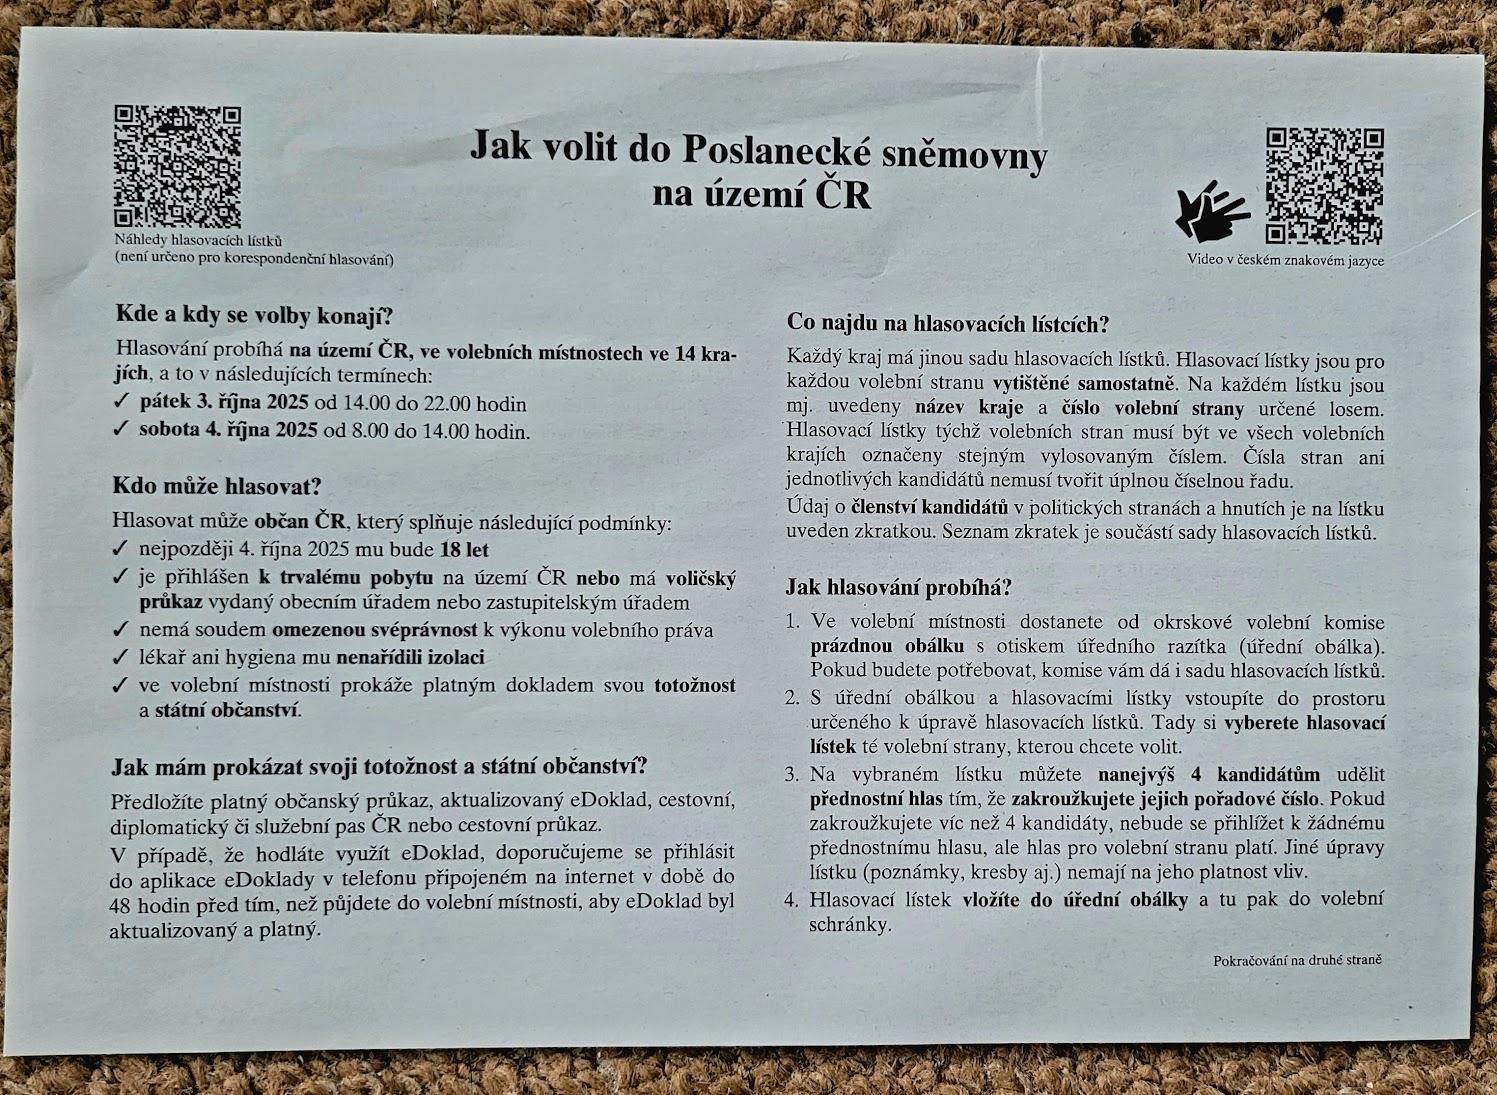 Jak volit do Poslanecké sněmovny
na území ČR
Náhledy hlasovacích lístků
(není určeno pro korespondenční hlasování)
Video v českém znakovém jazyce
Kde a kdy se volby konají?
Hlasování probíhá na území ČR, ve volebních místnostech ve 14 kra-
jích, a to v následujících termínech:
✓ pátek 3. října 2025 od 14.00 do 22.00 hodin
✓ sobota 4. října 2025 od 8.00 do 14.00 hodin.
Kdo může hlasovat?
Hlasovat může občan ČR, který splňuje následující podmínky:
✓ nejpozději 4. října 2025 mu bude 18 let
✓ je přihlášen k trvalému pobytu na území ČR nebo má voličský
průkaz vydaný obecním úřadem nebo zastupitelským úřadem
✓ nemá soudem omezenou svéprávnost k výkonu volebního práva
✓ lékař ani hygiena mu nenařídili izolaci
✓ ve volební místnosti prokáže platným dokladem svou totožnost
a státní občanství.
Jak mám prokázat svoji totožnost a státní občanství?
Předložíte platný občanský průkaz, aktualizovaný eDoklad, cestovní,
diplomatický či služební pas ČR nebo cestovní průkaz.
V případě, že hodláte využít eDoklad, doporučujeme se přihlásit
do aplikace eDoklady v telefonu připojeném na internet v době do
48 hodin před tím, než půjdete do volební místnosti, aby eDoklad byl
aktualizovaný a platný.
Co najdu na hlasovacích lístcích?
Každý kraj má jinou sadu hlasovacích lístků. Hlasovací lístky jsou pro
každou volební stranu vytištěné samostatně. Na každém lístku jsou
mj. uvedeny název kraje a číslo volební strany určené losem.
Hlasovací lístky týchž volebních stran musí být ve všech volebních
krajích označeny stejným vylosovaným číslem. Čísla stran ani
jednotlivých kandidátů nemusí tvořit úplnou číselnou řadu.
Údaj o členství kandidátů v politických stranách a hnutích je na lístku
uveden zkratkou. Seznam zkratek je součástí sady hlasovacích lístků.
Jak hlasování probíhá?
1. Ve volební místnosti dostanete od okrskové volební komise
prázdnou obálku s otiskem úředního razítka (úřední obálka).
Pokud budete potřebovat, komise vám dá i sadu hlasovacích lístků.
2. S úřední obálkou a hlasovacími lístky vstoupíte do prostoru
určeného k úpravě hlasovacích lístků. Tady si vyberete hlasovací
lístek té volební strany, kterou chcete volit.
3. Na vybraném lístku můžete nanejvýš 4 kandidátům udělit
přednostní hlas tím, že zakroužkujete jejich pořadové číslo. Pokud
zakroužkujete víc než 4 kandidáty, nebude se přihlížet k žádnému
přednostnímu hlasu, ale hlas pro volební stranu platí. Jiné úpravy
lístku (poznámky, kresby aj.) nemají na jeho platnost vliv.
4. Hlasovací lístek vložíte do úřední obálky a tu pak do volební
schránky.
Pokračování na druhé straně